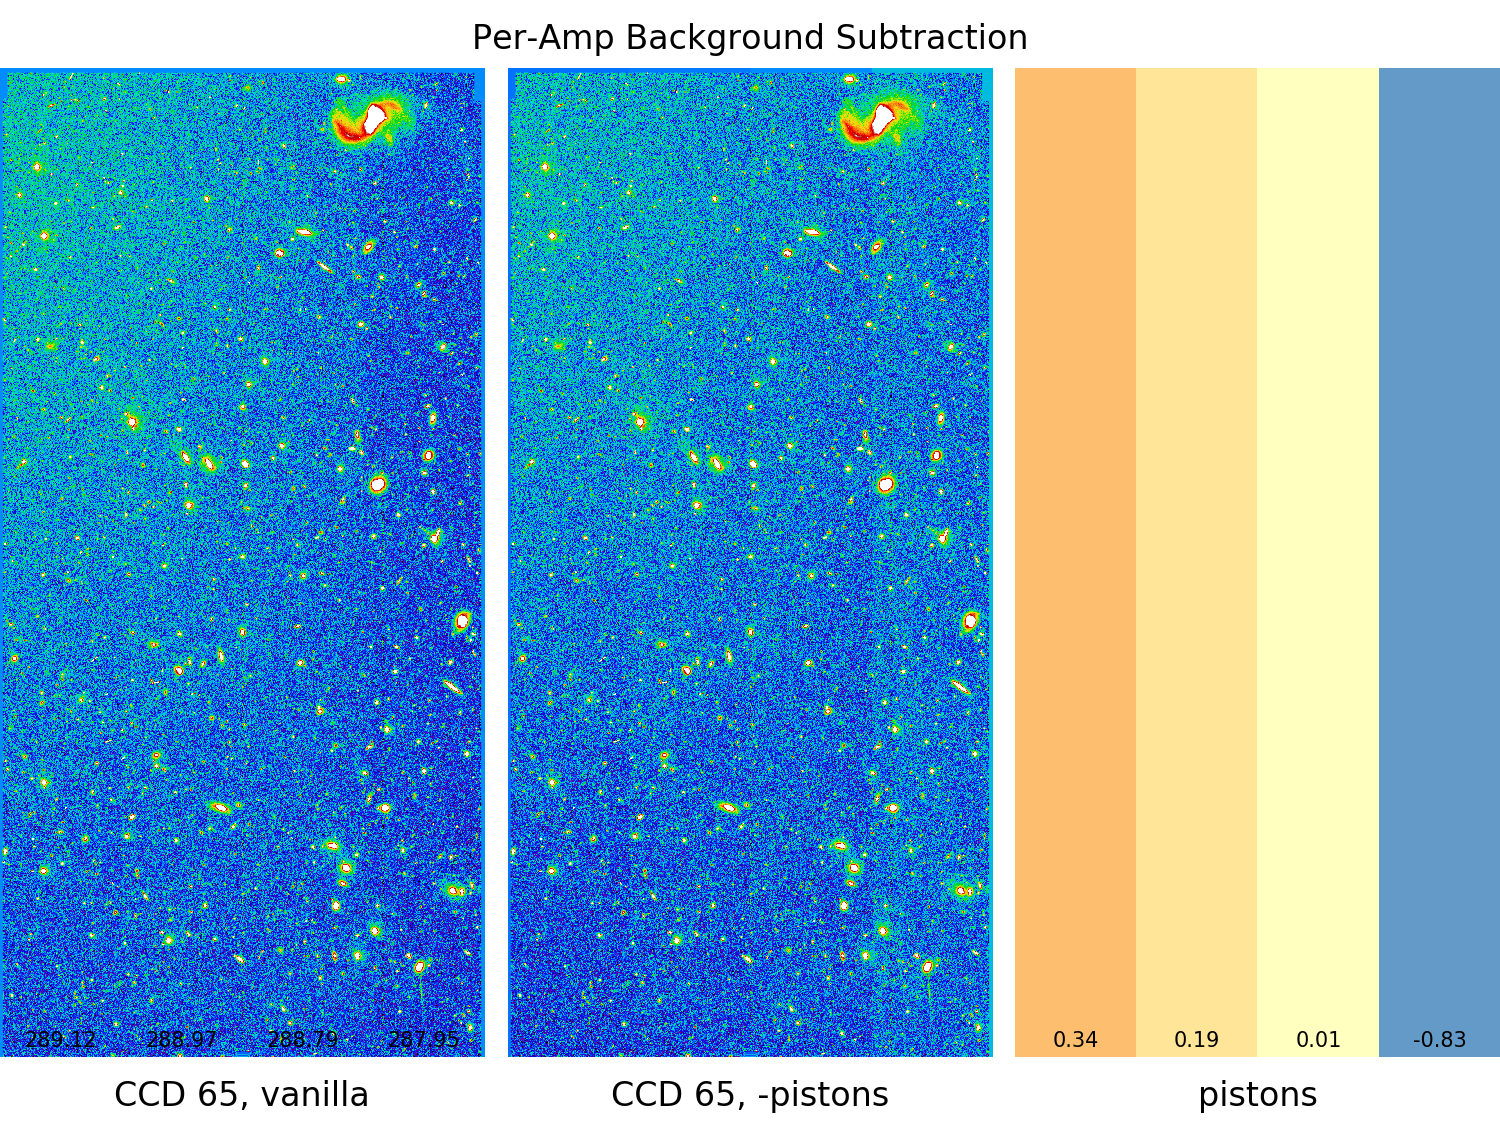 Per-Amp Background Subtraction
289.12 288.97 288.79 287.95
0.34 0.19 0.01 -0.83
CCD 65, vanilla
CCD 65, -pistons
pistons